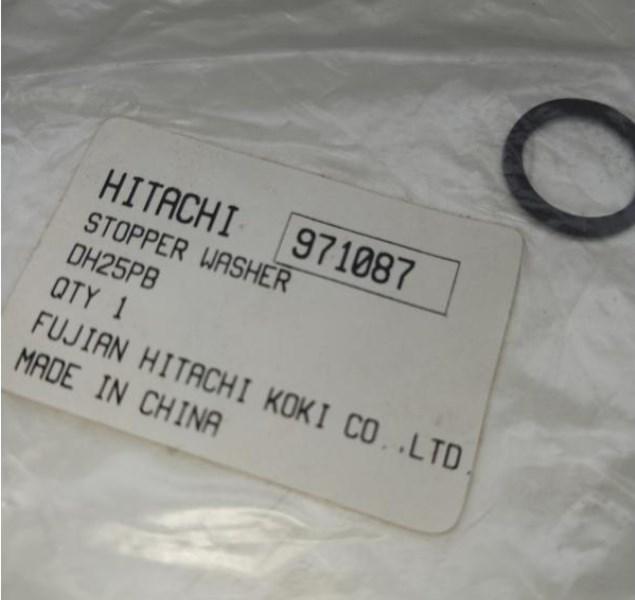 HITACHI
971087
STOPPER WASHER
DH25PB
QTY 1
FUJIAN HITACHI KOKI CO.,LTD.
MADE IN CHINA